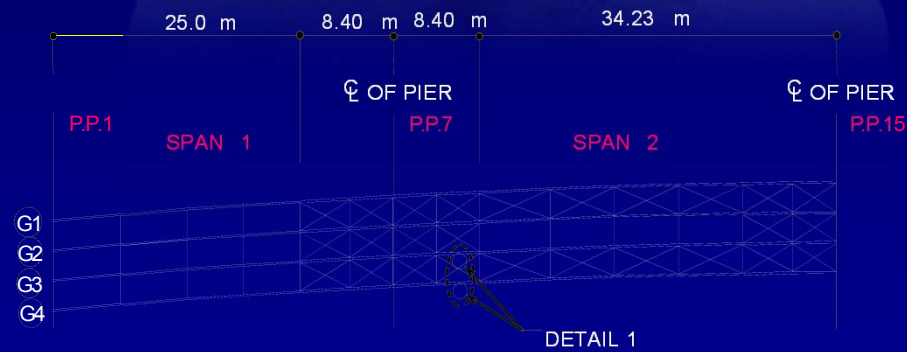 25.0 m
8.40 m
8.40 m
34.23 m
℄ OF PIER
℄ OF PIER
P.P.1
P.P.7
P.P.15
SPAN 1
SPAN 2
G1
G2
G3
G4
DETAIL 1